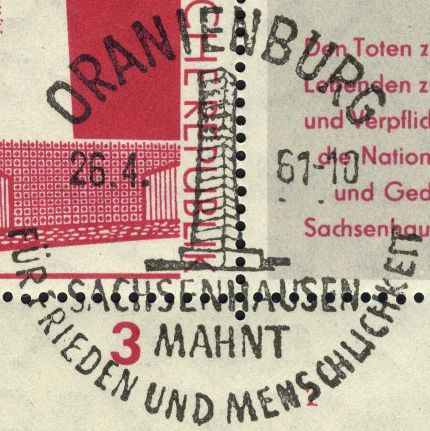 ORANIENBURG
26.4. 61-10
SACHSENHAUSEN
MAHNT
FÜR FRIEDEN UND MENSCHLICHKEIT
CHE REPUBLIK
3
Den Toten z
Lebenden z
und Verpflic
die Nation
und Ged
Sachsenhau
2